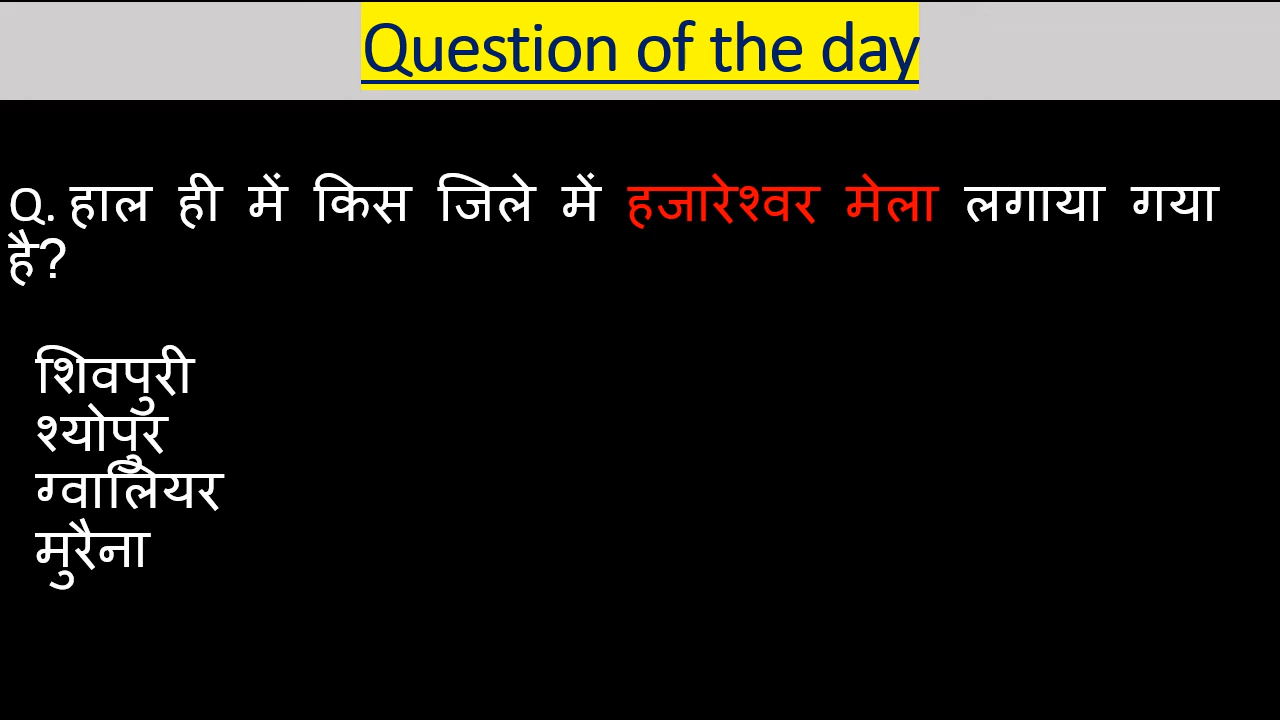 Question of the day
Q. हाल ही में किस जिले में हजारेश्वर मेला लगाया गया
है?
शिवपुरी
श्योपुर
ग्वालियर
मुरैना